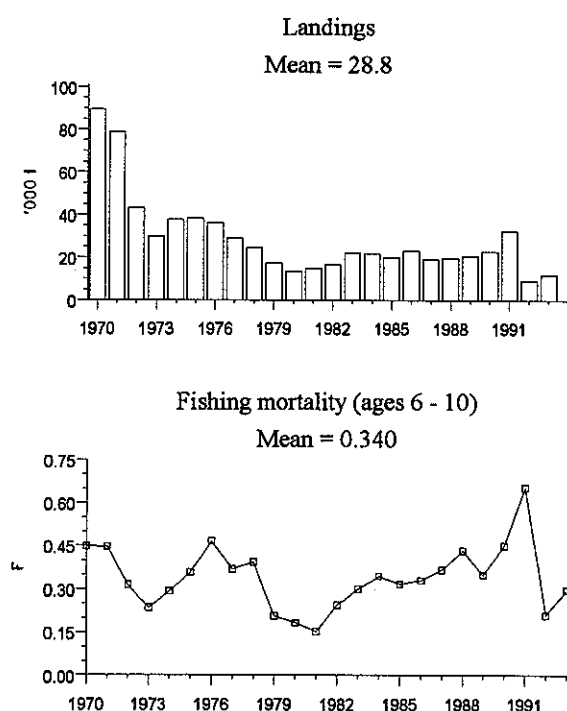 Landings
Mean = 28.8
100
80
60
40
20
0
'000 t
1970 1973 1976 1979 1982 1985 1988 1991
Fishing mortality (ages 6 - 10)
Mean = 0.340
0.75
0.60
0.45
0.30
0.15
0.00
F
1970 1973 1976 1979 1982 1985 1988 1991